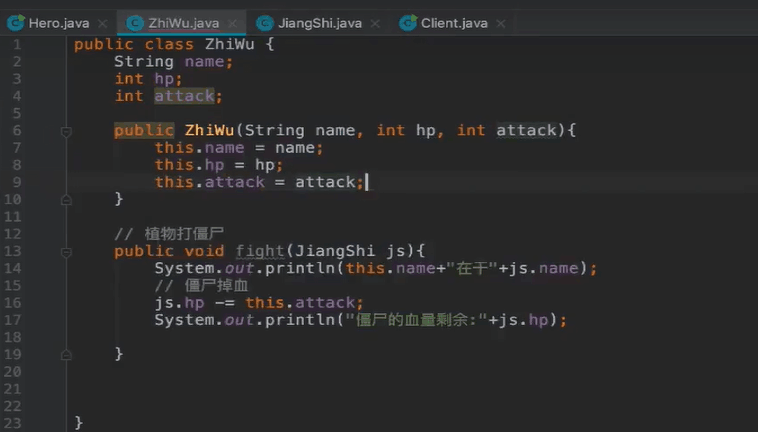 Hero.java ZhiWu.java JiangShi.java Client.java
1 public class ZhiWu {
2 String name;
3 int hp;
4 int attack;
5
6 public ZhiWu(String name, int hp, int attack){
7 this.name = name;
8 this.hp = hp;
9 this.attack = attack;
10 }
11
12 // 植物打僵尸
13 public void fight(JiangShi js){
14 System.out.println(this.name+"在干"+js.name);
15 // 僵尸掉血
16 js.hp -= this.attack;
17 System.out.println("僵尸的血量剩余:"+js.hp);
18
19 }
20
21
22
23 }